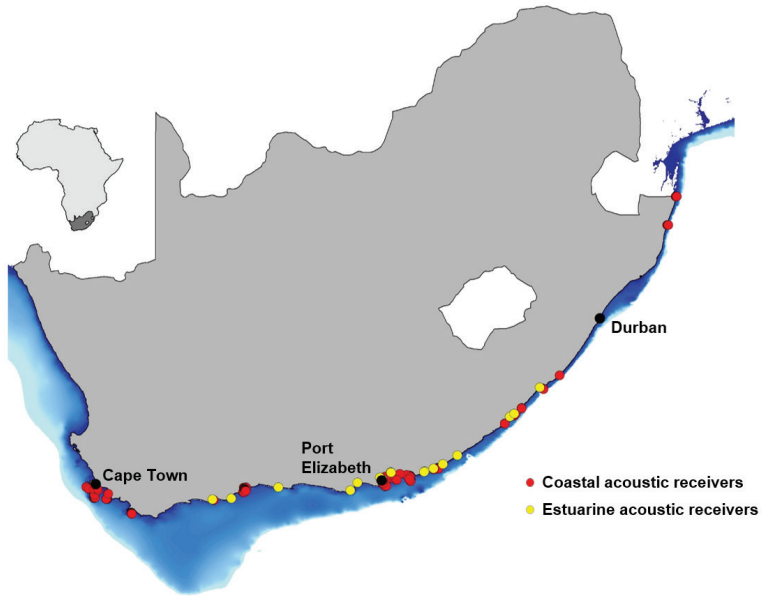 Durban
Port
Elizabeth
Cape Town
Coastal acoustic receivers
Estuarine acoustic receivers